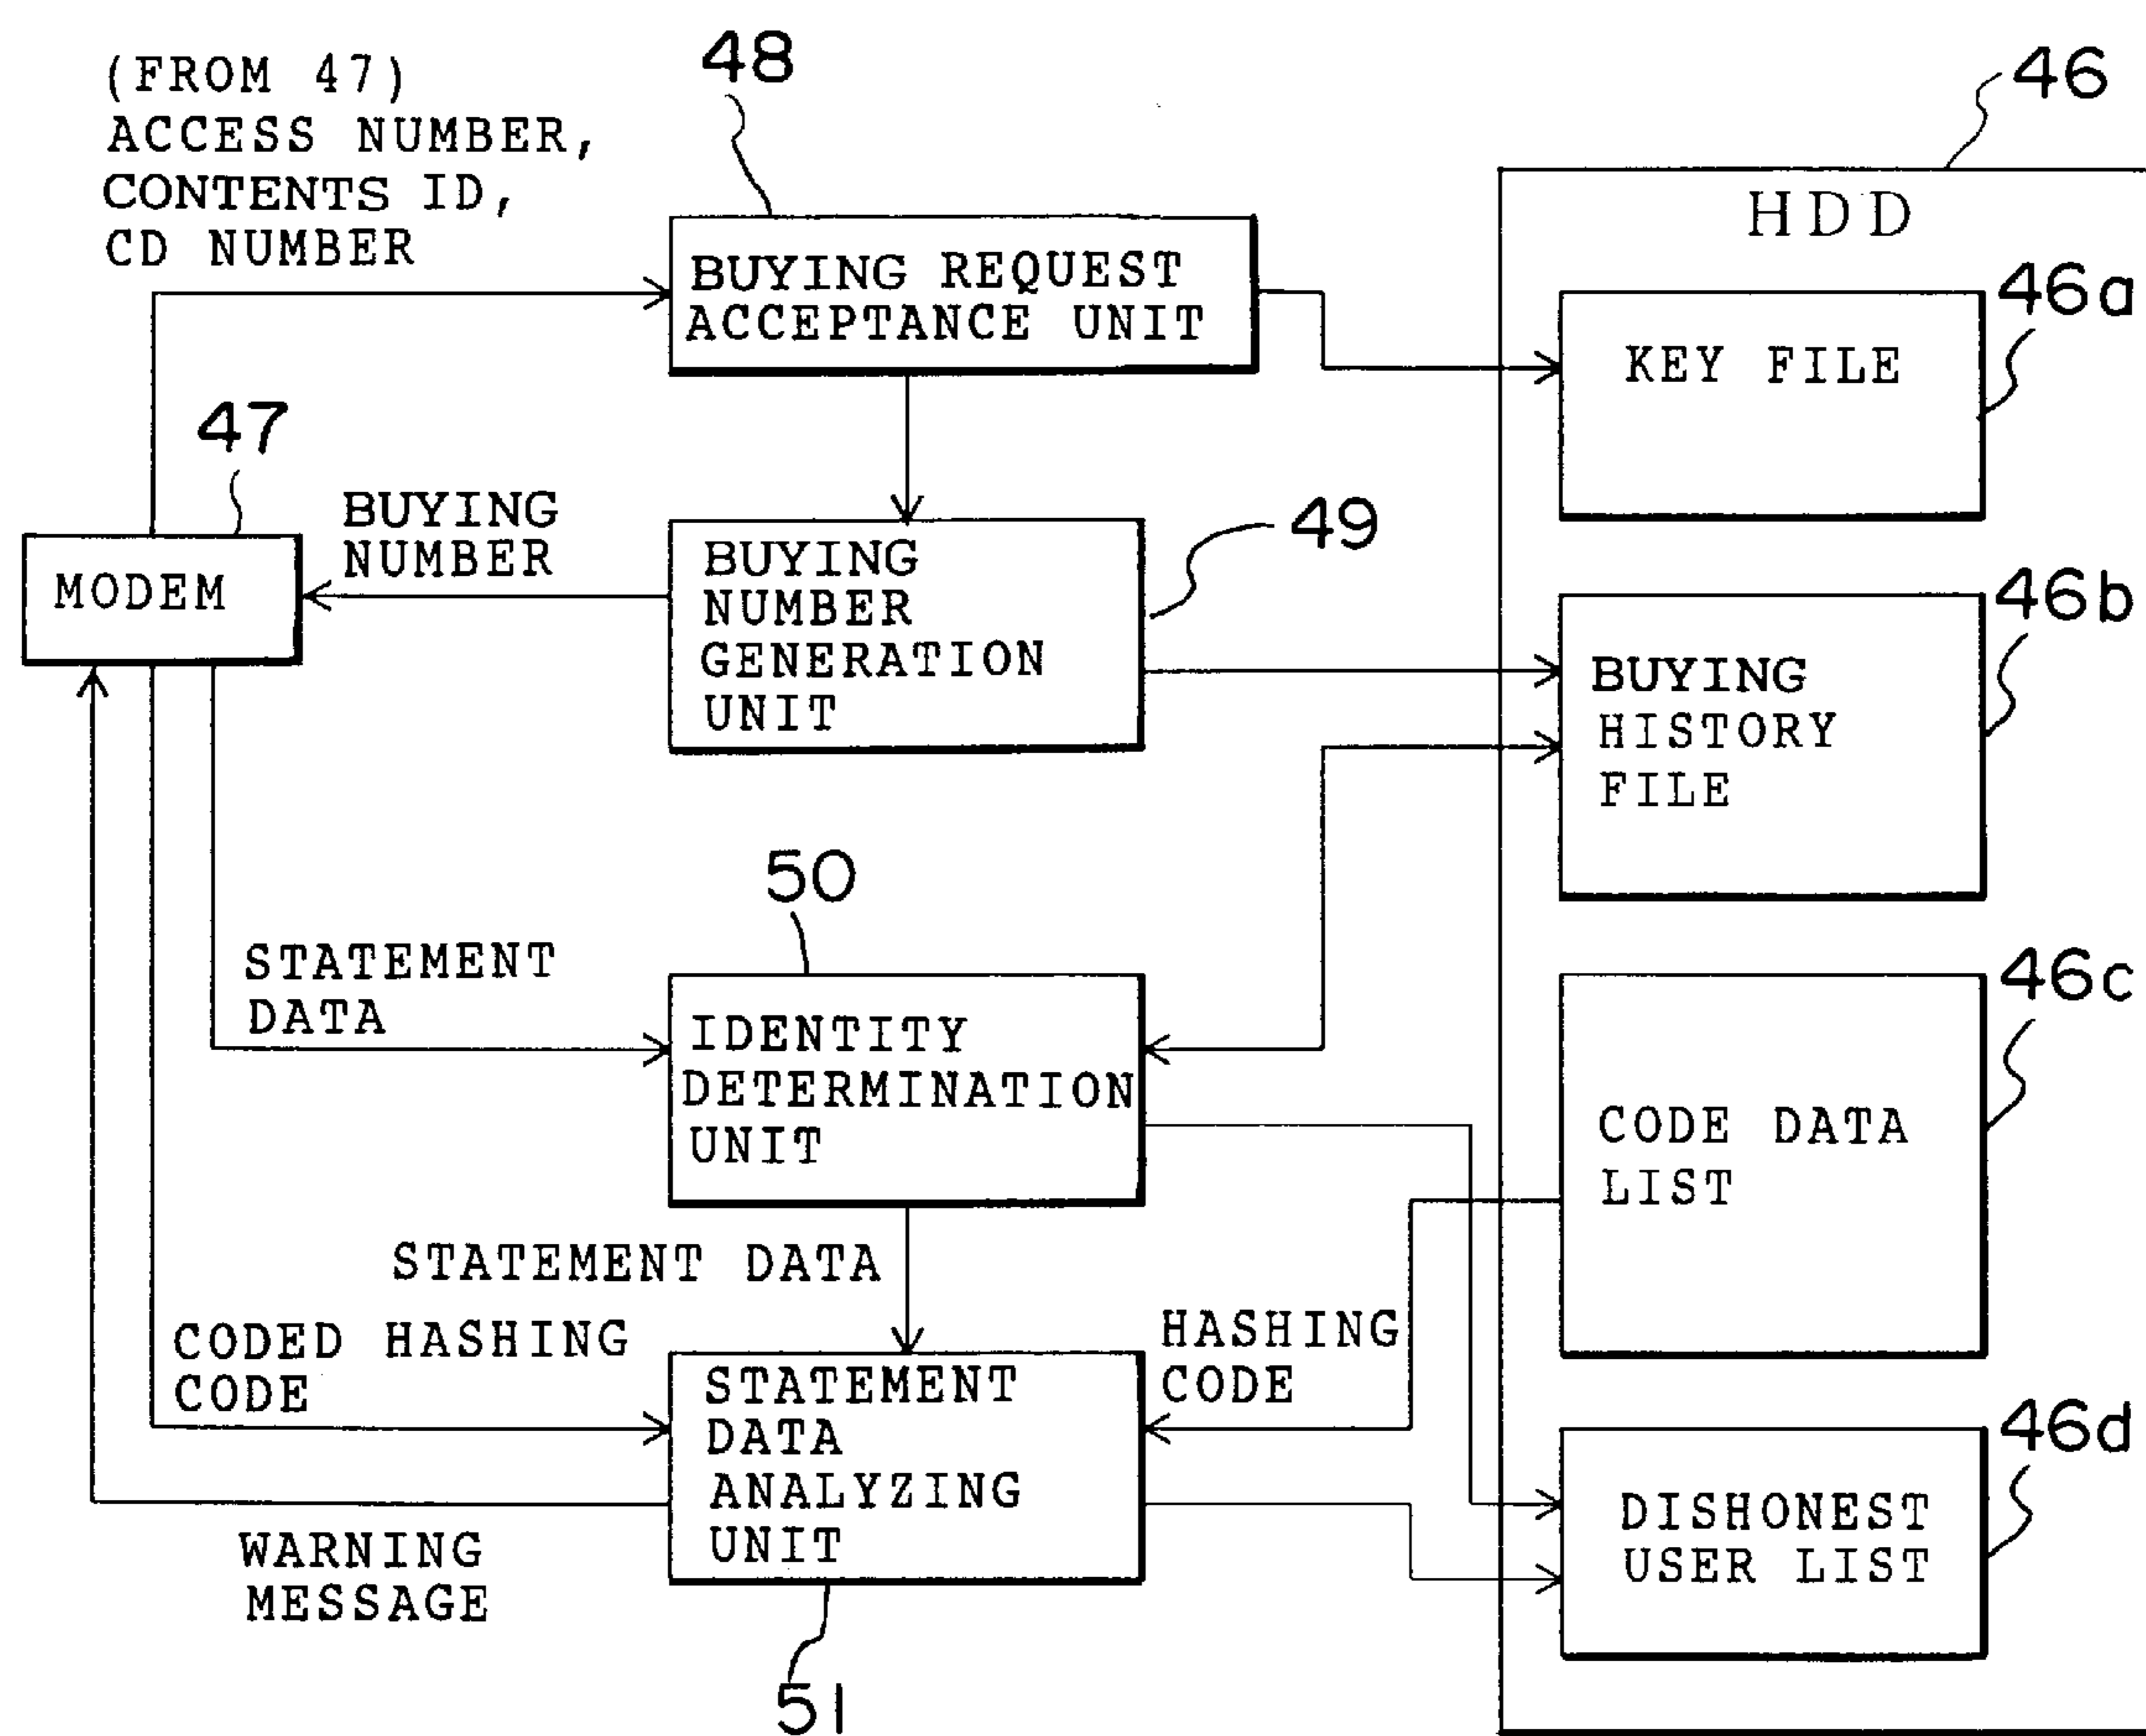 (FROM 47)
ACCESS NUMBER,
CONTENTS ID,
CD NUMBER
48
46
HDD
BUYING REQUEST
ACCEPTANCE UNIT
46a
KEY FILE
47
MODEM
BUYING
NUMBER
49
BUYING
NUMBER
GENERATION
UNIT
46b
BUYING
HISTORY
FILE
50
STATEMENT
DATA
IDENTITY
DETERMINATION
UNIT
46c
CODE DATA
LIST
STATEMENT DATA
CODED HASHING
CODE
HASHING
CODE
STATEMENT
DATA
ANALYZING
UNIT
46d
DISHONEST
USER LIST
WARNING
MESSAGE
51